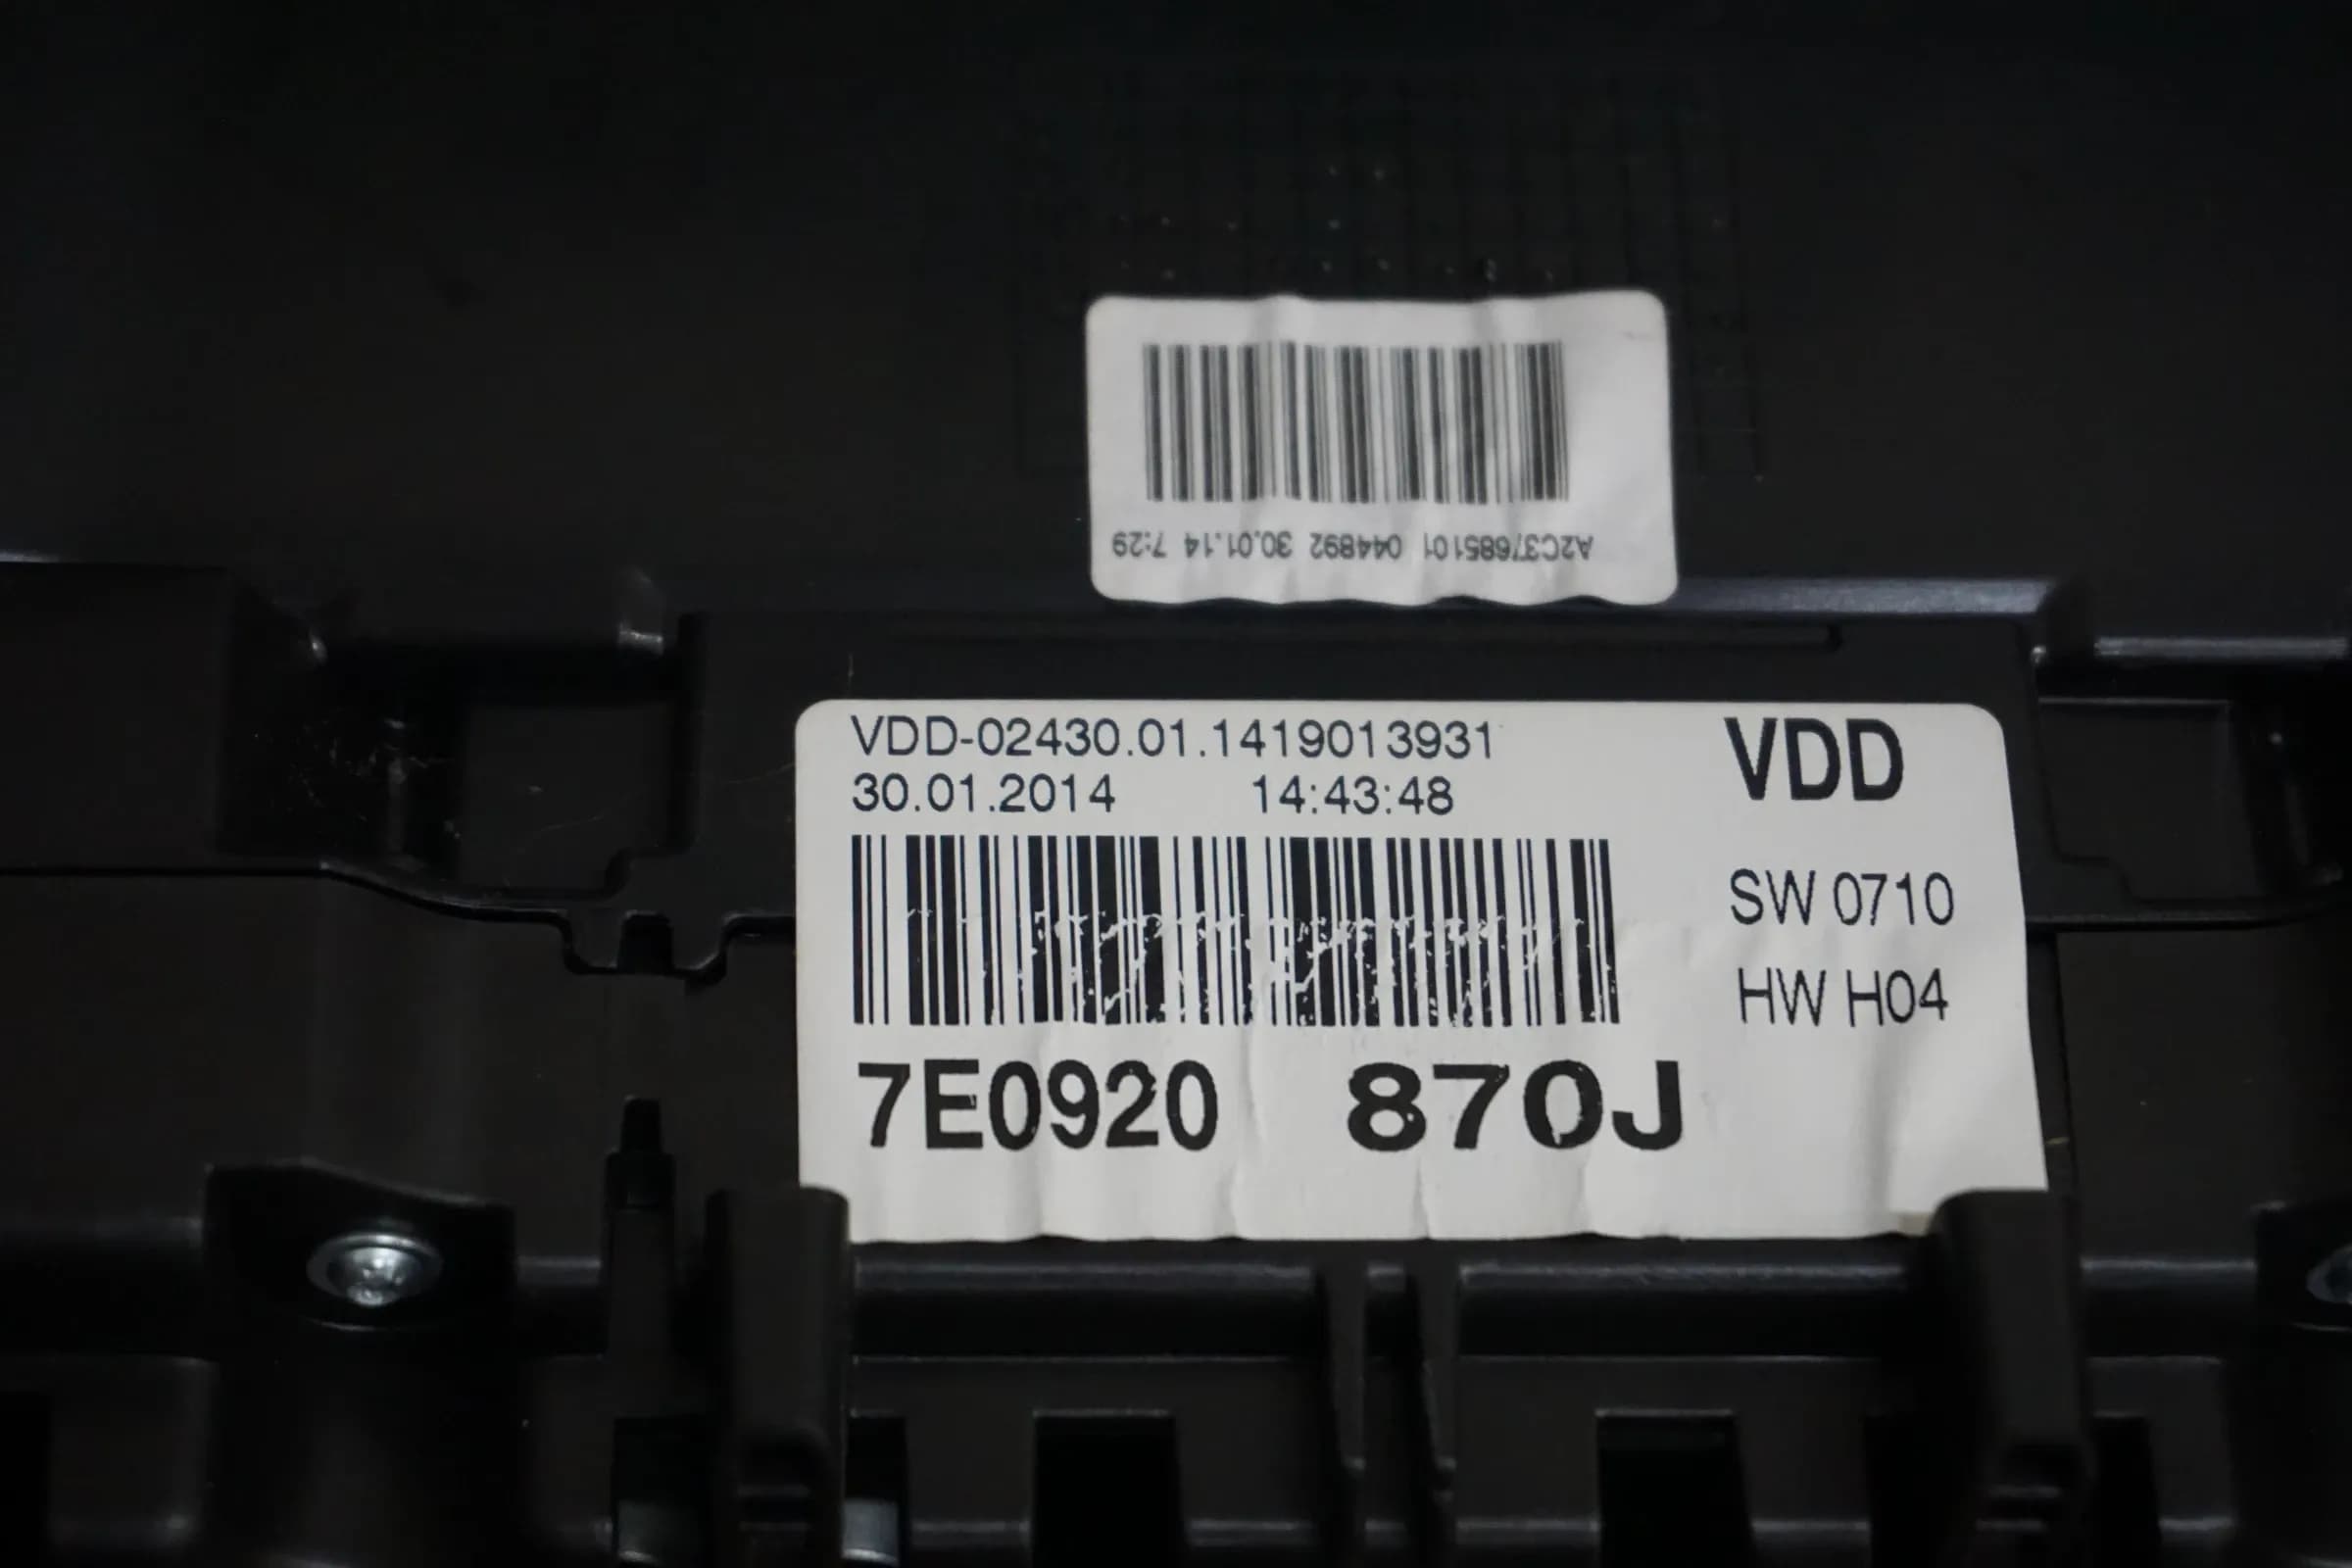 A2C37685101 044892 30.01.14 7:29
VDD-02430.01.1419013931
30.01.2014 14:43:48
VDD
SW 0710
HW H04
7E0920 870J